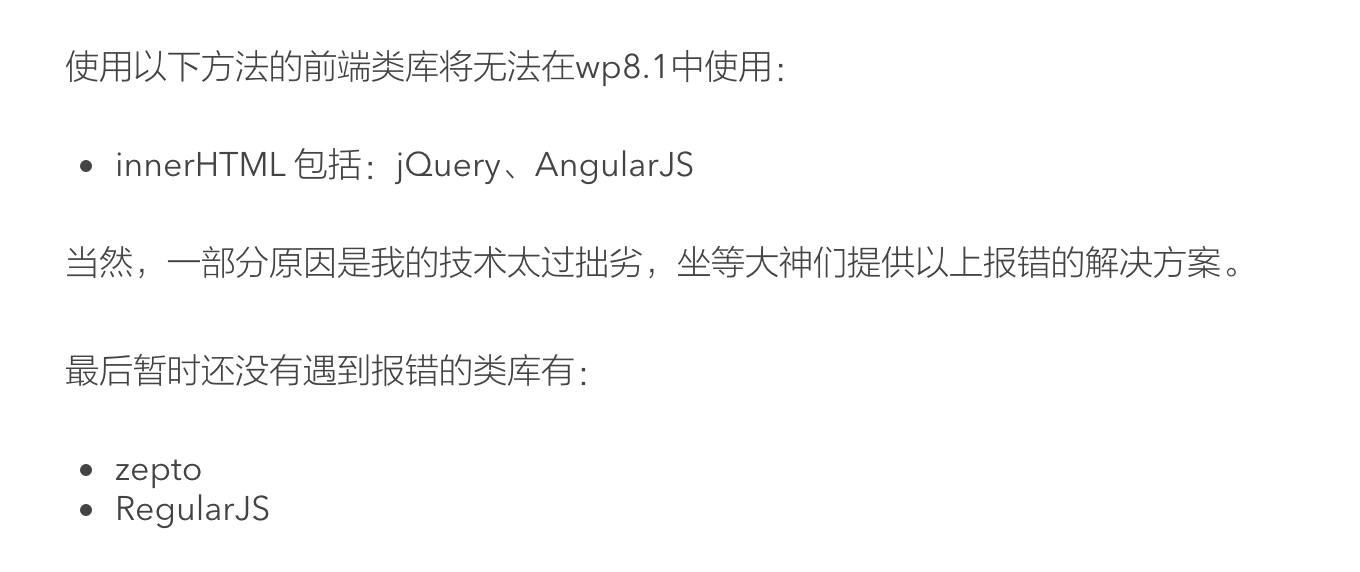 使用以下方法的前端类库将无法在wp8.1中使用：
• innerHTML 包括：jQuery、AngularJS
当然，一部分原因是我的技术太过拙劣，坐等大神们提供以上报错的解决方案。
最后暂时还没有遇到报错的类库有：
• zepto
• RegularJS